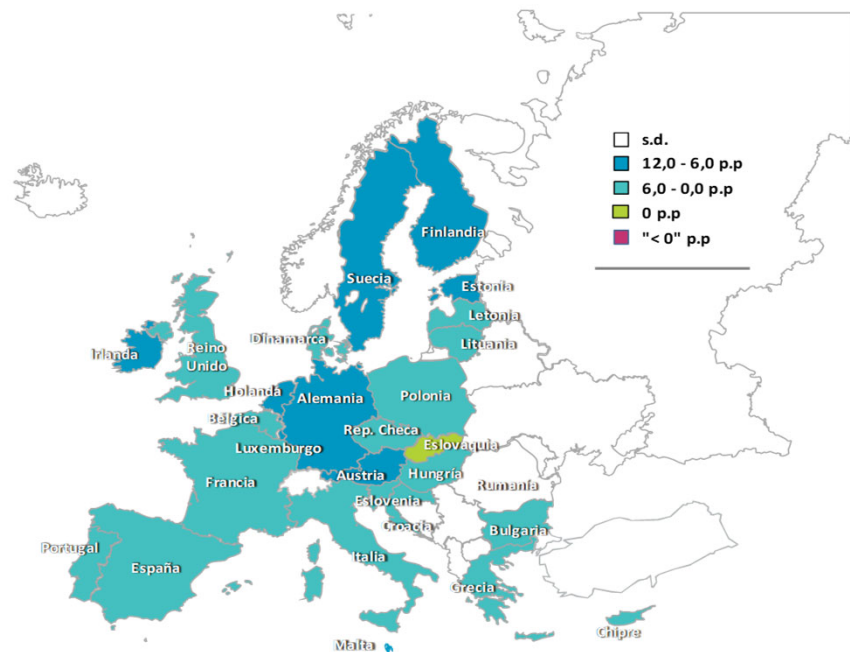 s.d.
12,0 - 6,0 p.p
6,0 - 0,0 p.p
0 p.p
"< 0" p.p
Finlandia
Suecia
Estonia
Letonia
Lituania
Dinamarca
Irlanda
Reino
Unido
Holanda
Alemania
Polonia
Bélgica
Rep. Checa
Luxemburgo
Eslovaquia
Austria
Hungría
Francia
Rumanía
Eslovenia
Croacia
Bulgaria
Portugal
España
Italia
Grecia
Chipre
Malta